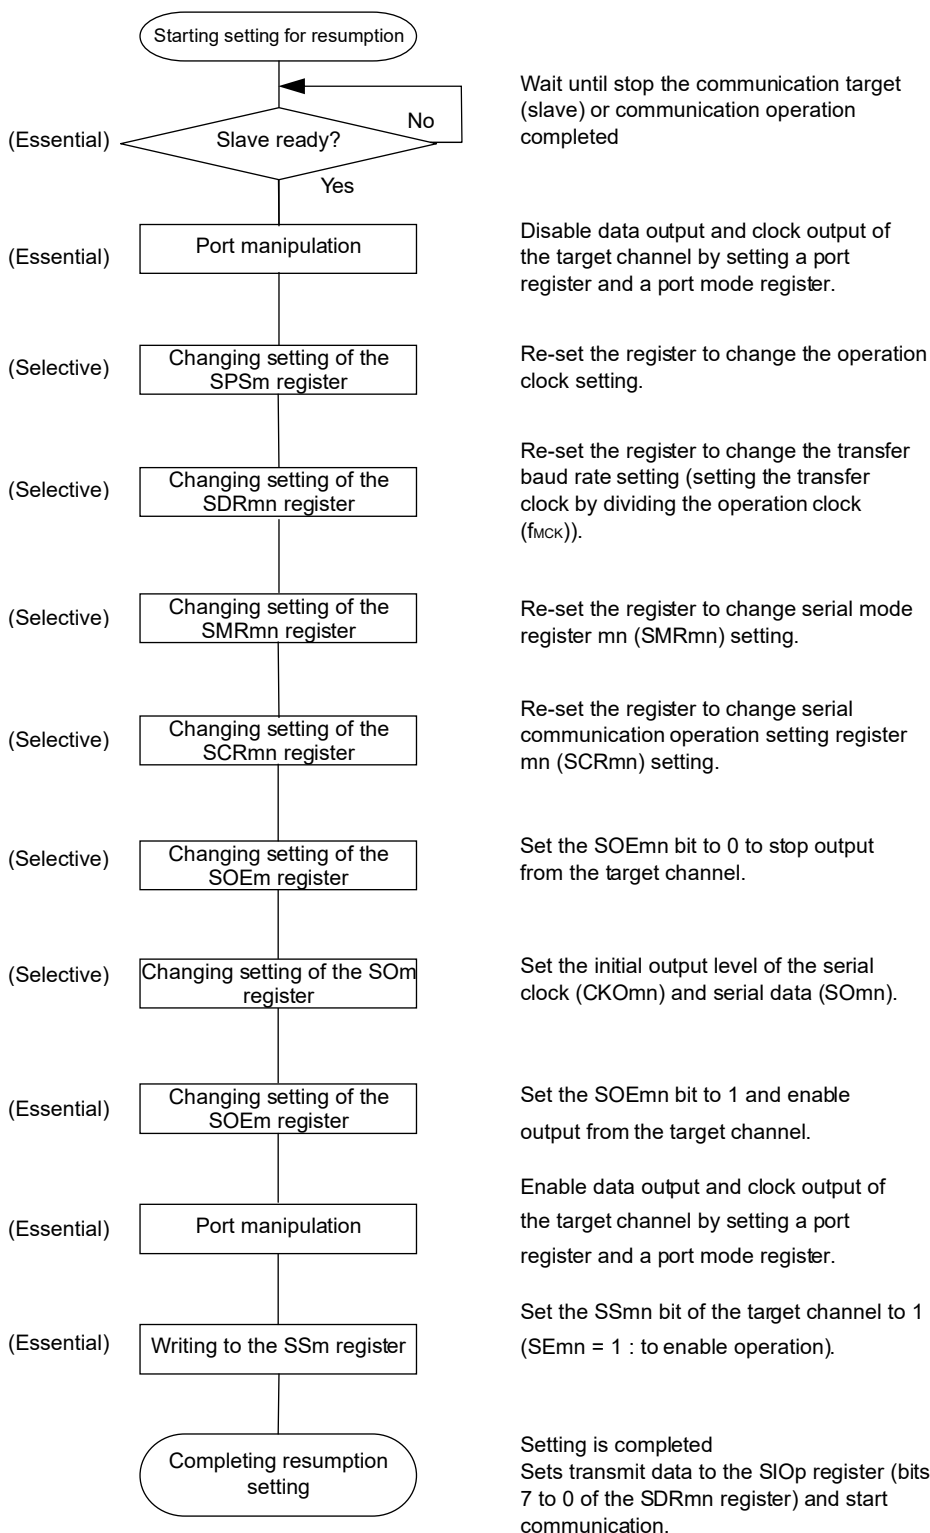 Starting setting for resumption
Wait until stop the communication target
(slave) or communication operation
completed
No
(Essential)
Slave ready?
Yes
(Essential)
Port manipulation
Disable data output and clock output of
the target channel by setting a port
register and a port mode register.
(Selective)
Changing setting of the
SPSm register
Re-set the register to change the operation
clock setting.
(Selective)
Changing setting of the
SDRmn register
Re-set the register to change the transfer
baud rate setting (setting the transfer
clock by dividing the operation clock
(fMCK)).
(Selective)
Changing setting of the
SMRmn register
Re-set the register to change serial mode
register mn (SMRmn) setting.
(Selective)
Changing setting of the
SCRmn register
Re-set the register to change serial
communication operation setting register
mn (SCRmn) setting.
(Selective)
Changing setting of the
SOEm register
Set the SOEmn bit to 0 to stop output
from the target channel.
(Selective)
Changing setting of the SOm
register
Set the initial output level of the serial
clock (CKOmn) and serial data (SOmn).
(Essential)
Changing setting of the
SOEm register
Set the SOEmn bit to 1 and enable
output from the target channel.
(Essential)
Port manipulation
Enable data output and clock output of
the target channel by setting a port
register and a port mode register.
(Essential)
Writing to the SSm register
Set the SSmn bit of the target channel to 1
(SEmn = 1 : to enable operation).
Completing resumption
setting
Setting is completed
Sets transmit data to the SIOp register (bits
7 to 0 of the SDRmn register) and start
communication.